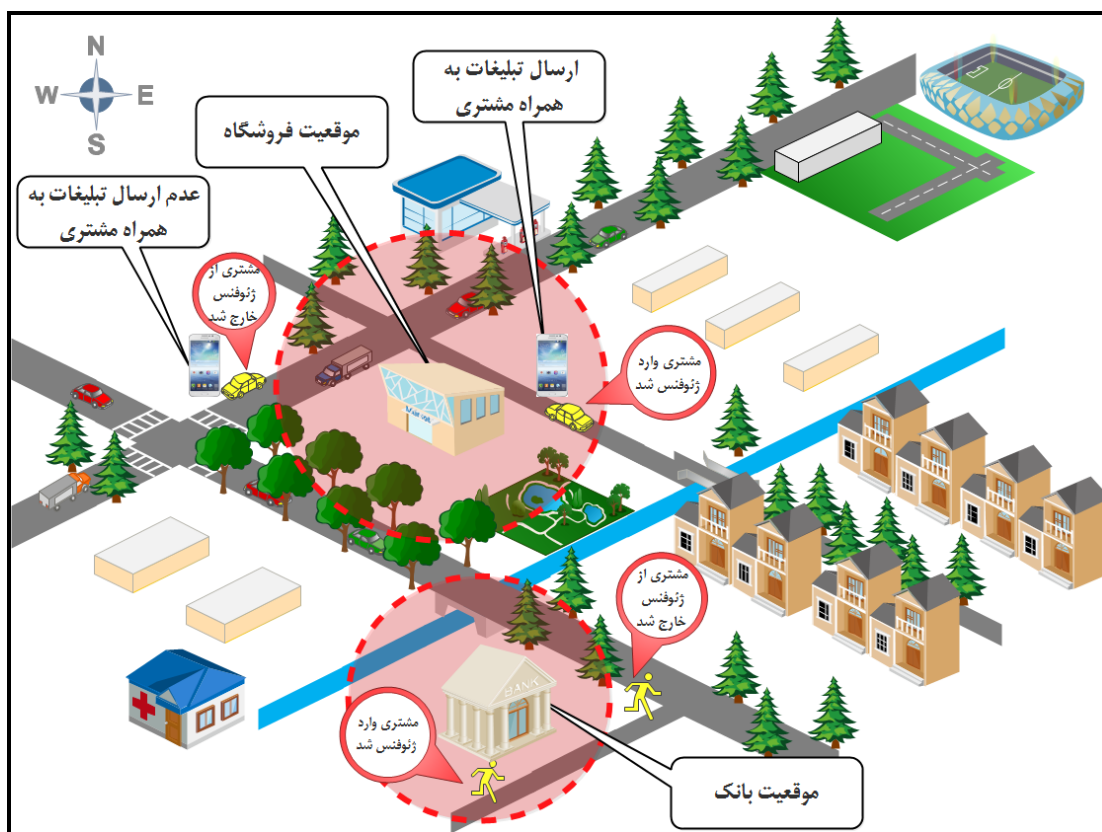 N
W
E
S
ارسال تبلیغات به
همراه مشتری
موقعیت فروشگاه
عدم ارسال تبلیغات به
همراه مشتری
مشتری از
ژئوفنس
خارج شد
مشتری وارد
ژئوفنس شد
مشتری از
ژئوفنس
خارج شد
BANK
مشتری وارد
ژئوفنس شد
موقعیت بانک